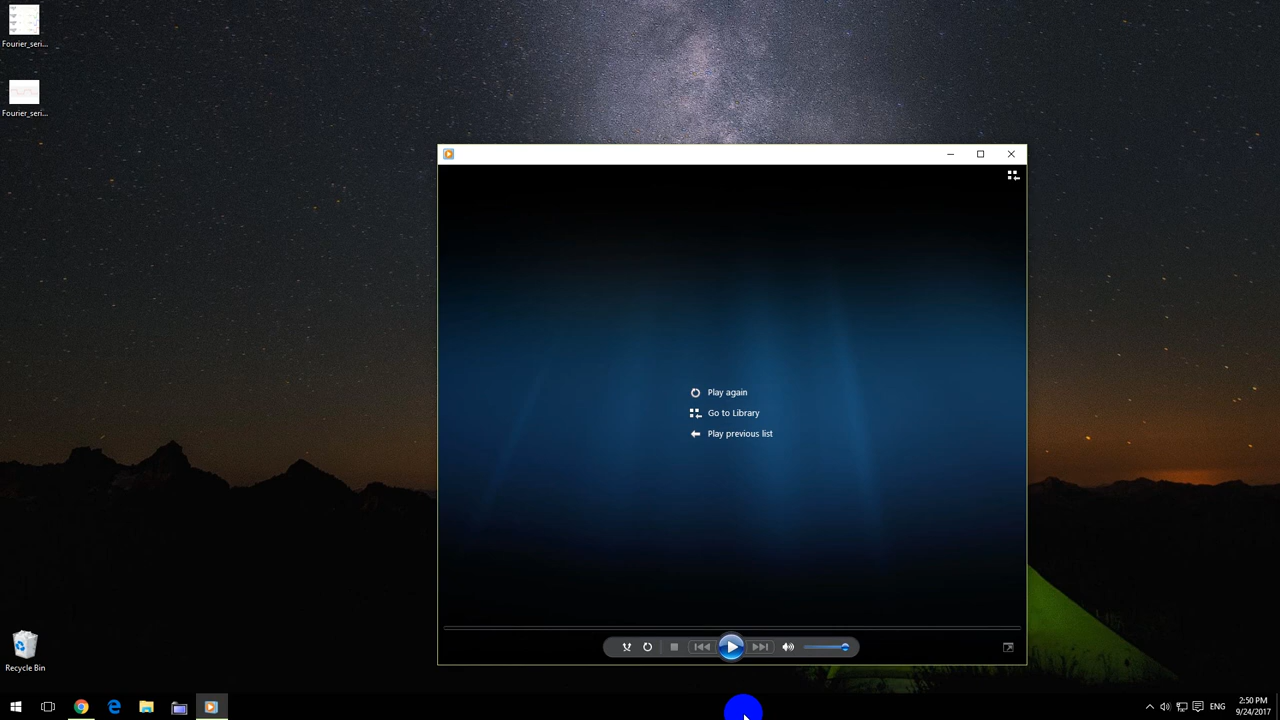 Fourier_seri...
Fourier_seri...
Play again
Go to Library
Play previous list
Recycle Bin
ENG
2:50 PM
9/24/2017